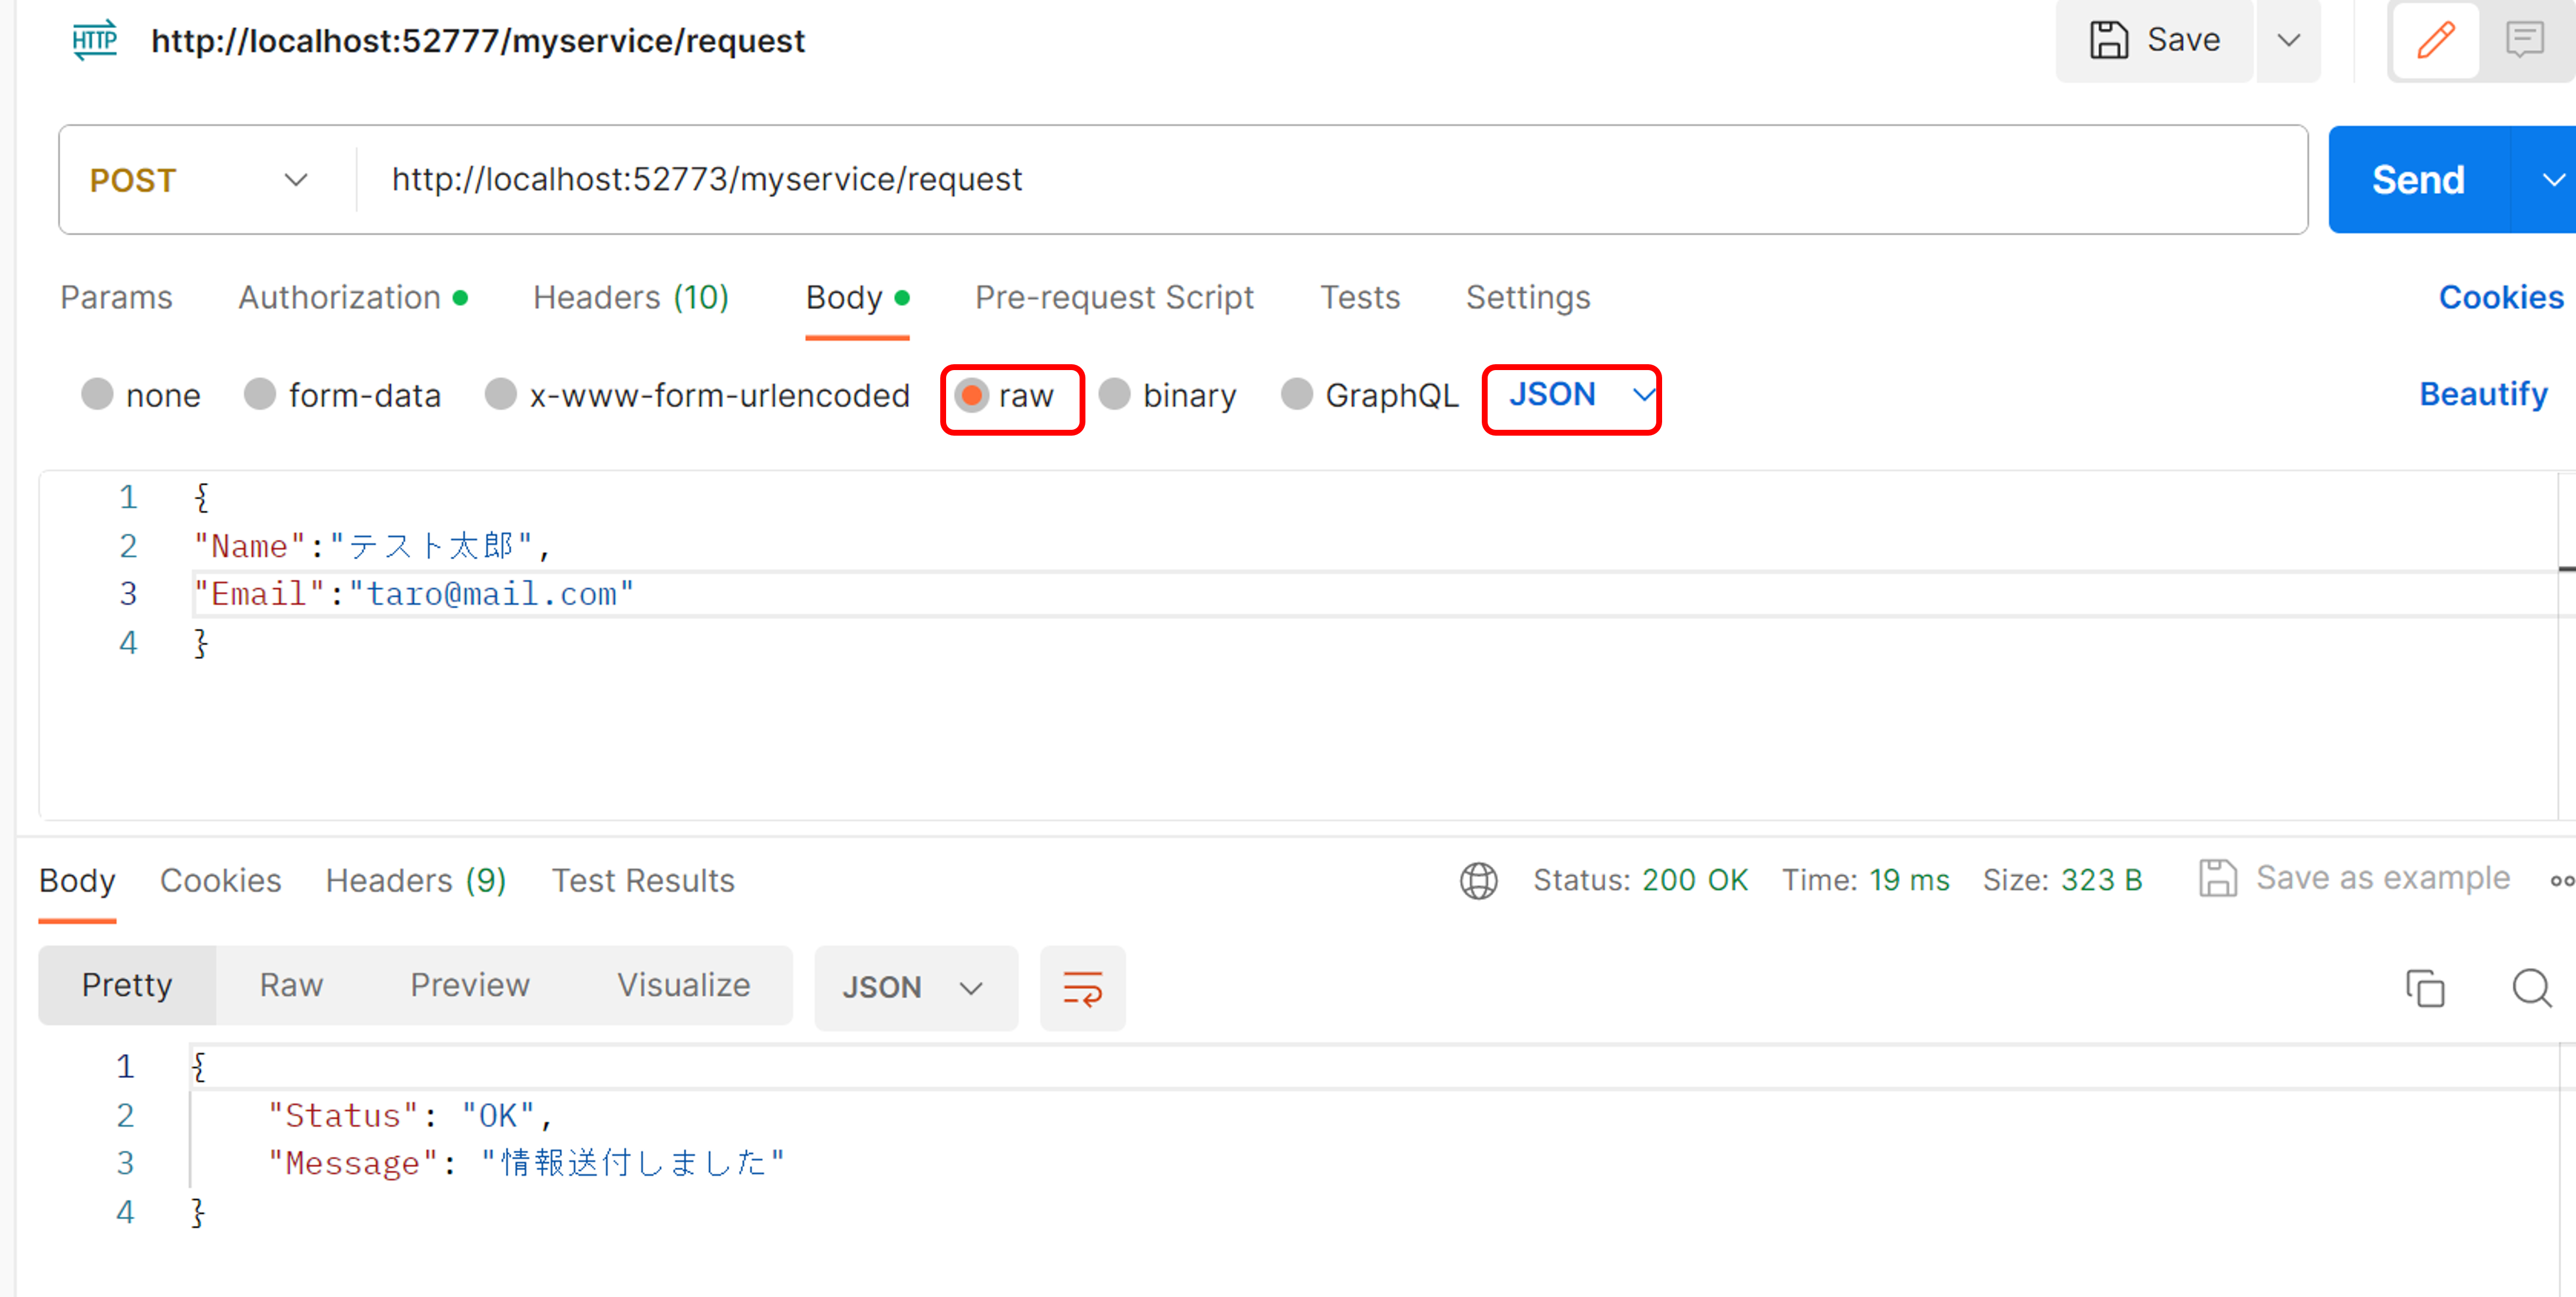 HTTP http://localhost:52777/myservice/request Save
POST http://localhost:52773/myservice/request Send
Params Authorization Headers (10) Body Pre-request Script Tests Settings Cookies
none form-data x-www-form-urlencoded raw binary GraphQL JSON Beautify
1 {
2 "Name":"テスト太郎",
3 "Email":"taro@mail.com"
4 }
Body Cookies Headers (9) Test Results Status: 200 OK Time: 19 ms Size: 323 B Save as example
Pretty Raw Preview Visualize JSON
1 {
2 "Status": "OK",
3 "Message": "情報送付しました"
4 }